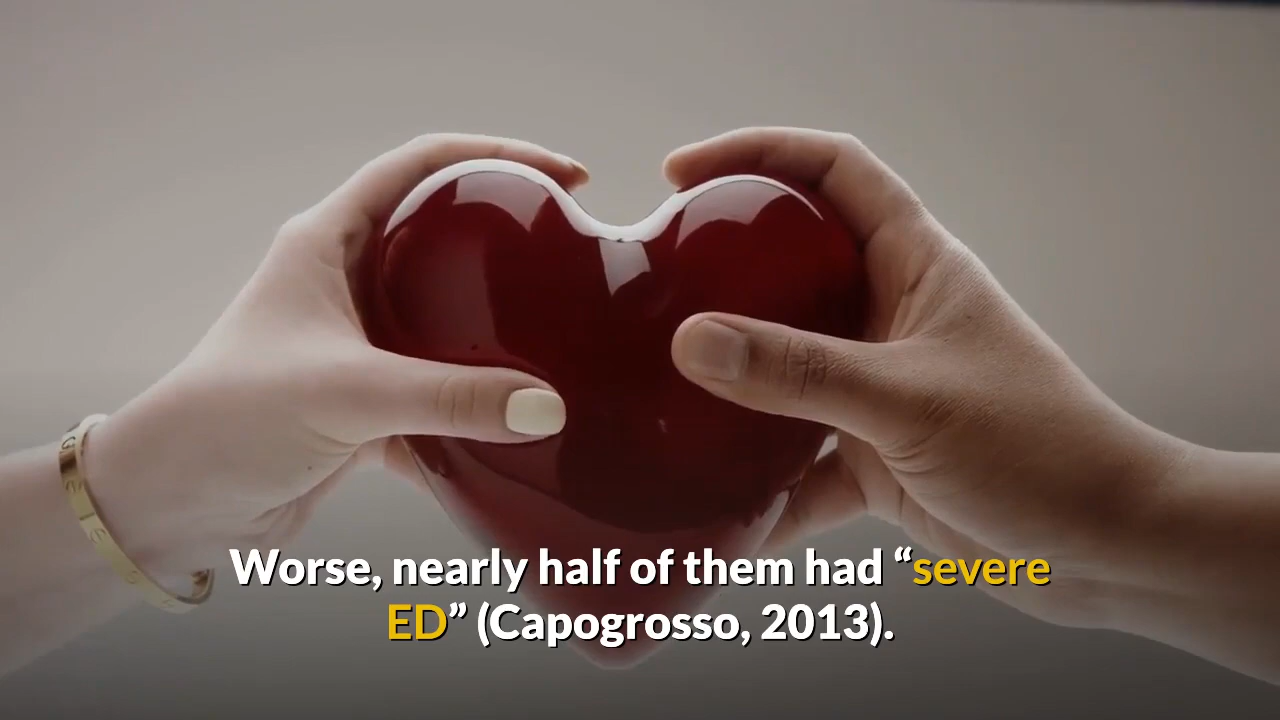 Worse, nearly half of them had “severe
ED” (Capogrosso, 2013).